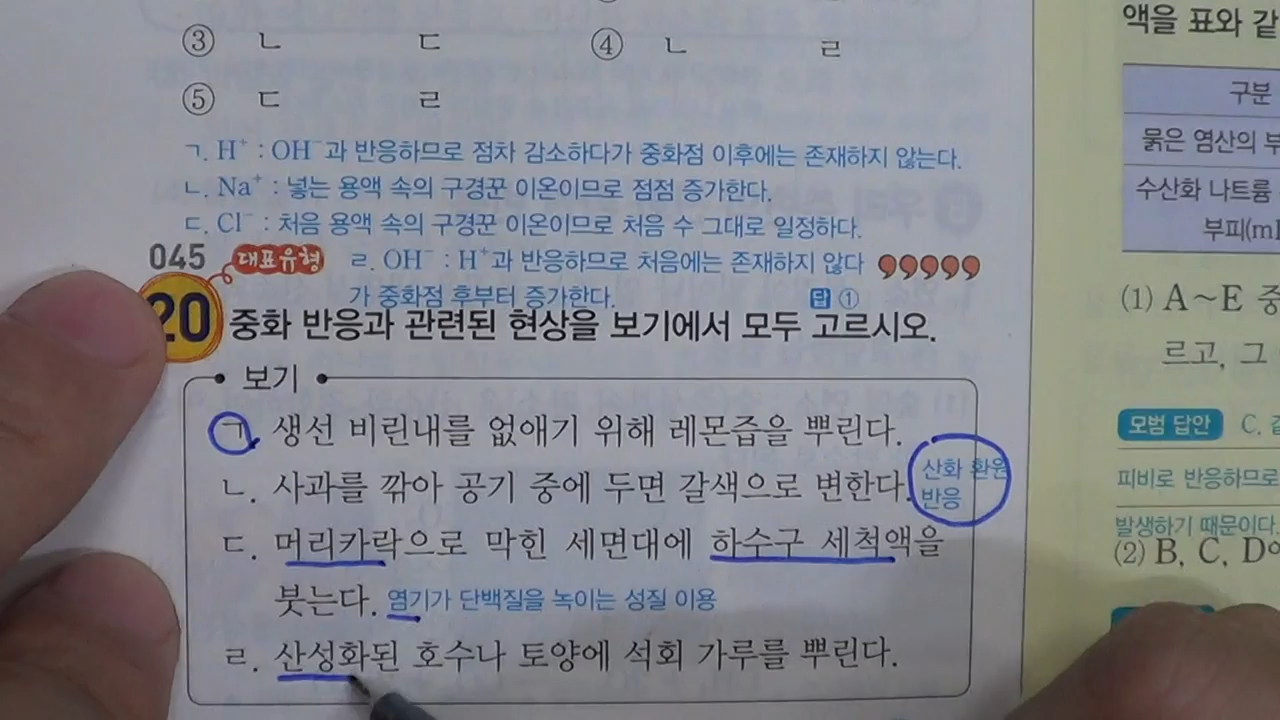 ③ ㄴ ㄷ ④ ㄴ ㄹ
⑤ ㄷ ㄹ
ㄱ. H⁺ : OH⁻과 반응하므로 점차 감소하다가 중화점 이후에는 존재하지 않는다.
ㄴ. Na⁺ : 넣는 용액 속의 구경꾼 이온이므로 점점 증가한다.
ㄷ. Cl⁻ : 처음 용액 속의 구경꾼 이온이므로 처음 수 그대로 일정하다.
045 대표유형 ㄹ. OH⁻ : H⁺과 반응하므로 처음에는 존재하지 않다
가 중화점 후부터 증가한다. 답 ①
20 중화 반응과 관련된 현상을 보기에서 모두 고르시오.
보기
ㄱ. 생선 비린내를 없애기 위해 레몬즙을 뿌린다.
ㄴ. 사과를 깎아 공기 중에 두면 갈색으로 변한다.
산화 환원
반응
ㄷ. 머리카락으로 막힌 세면대에 하수구 세척액을
붓는다. 염기가 단백질을 녹이는 성질 이용
ㄹ. 산성화된 호수나 토양에 석회 가루를 뿌린다.
액을 표와 같
구분
묽은 염산의 부
수산화 나트륨
부피(m
(1) A~E 중
르고, 그
모범 답안 C,
피비로 반응하므로
발생하기 때문이다
(2) B, C, D